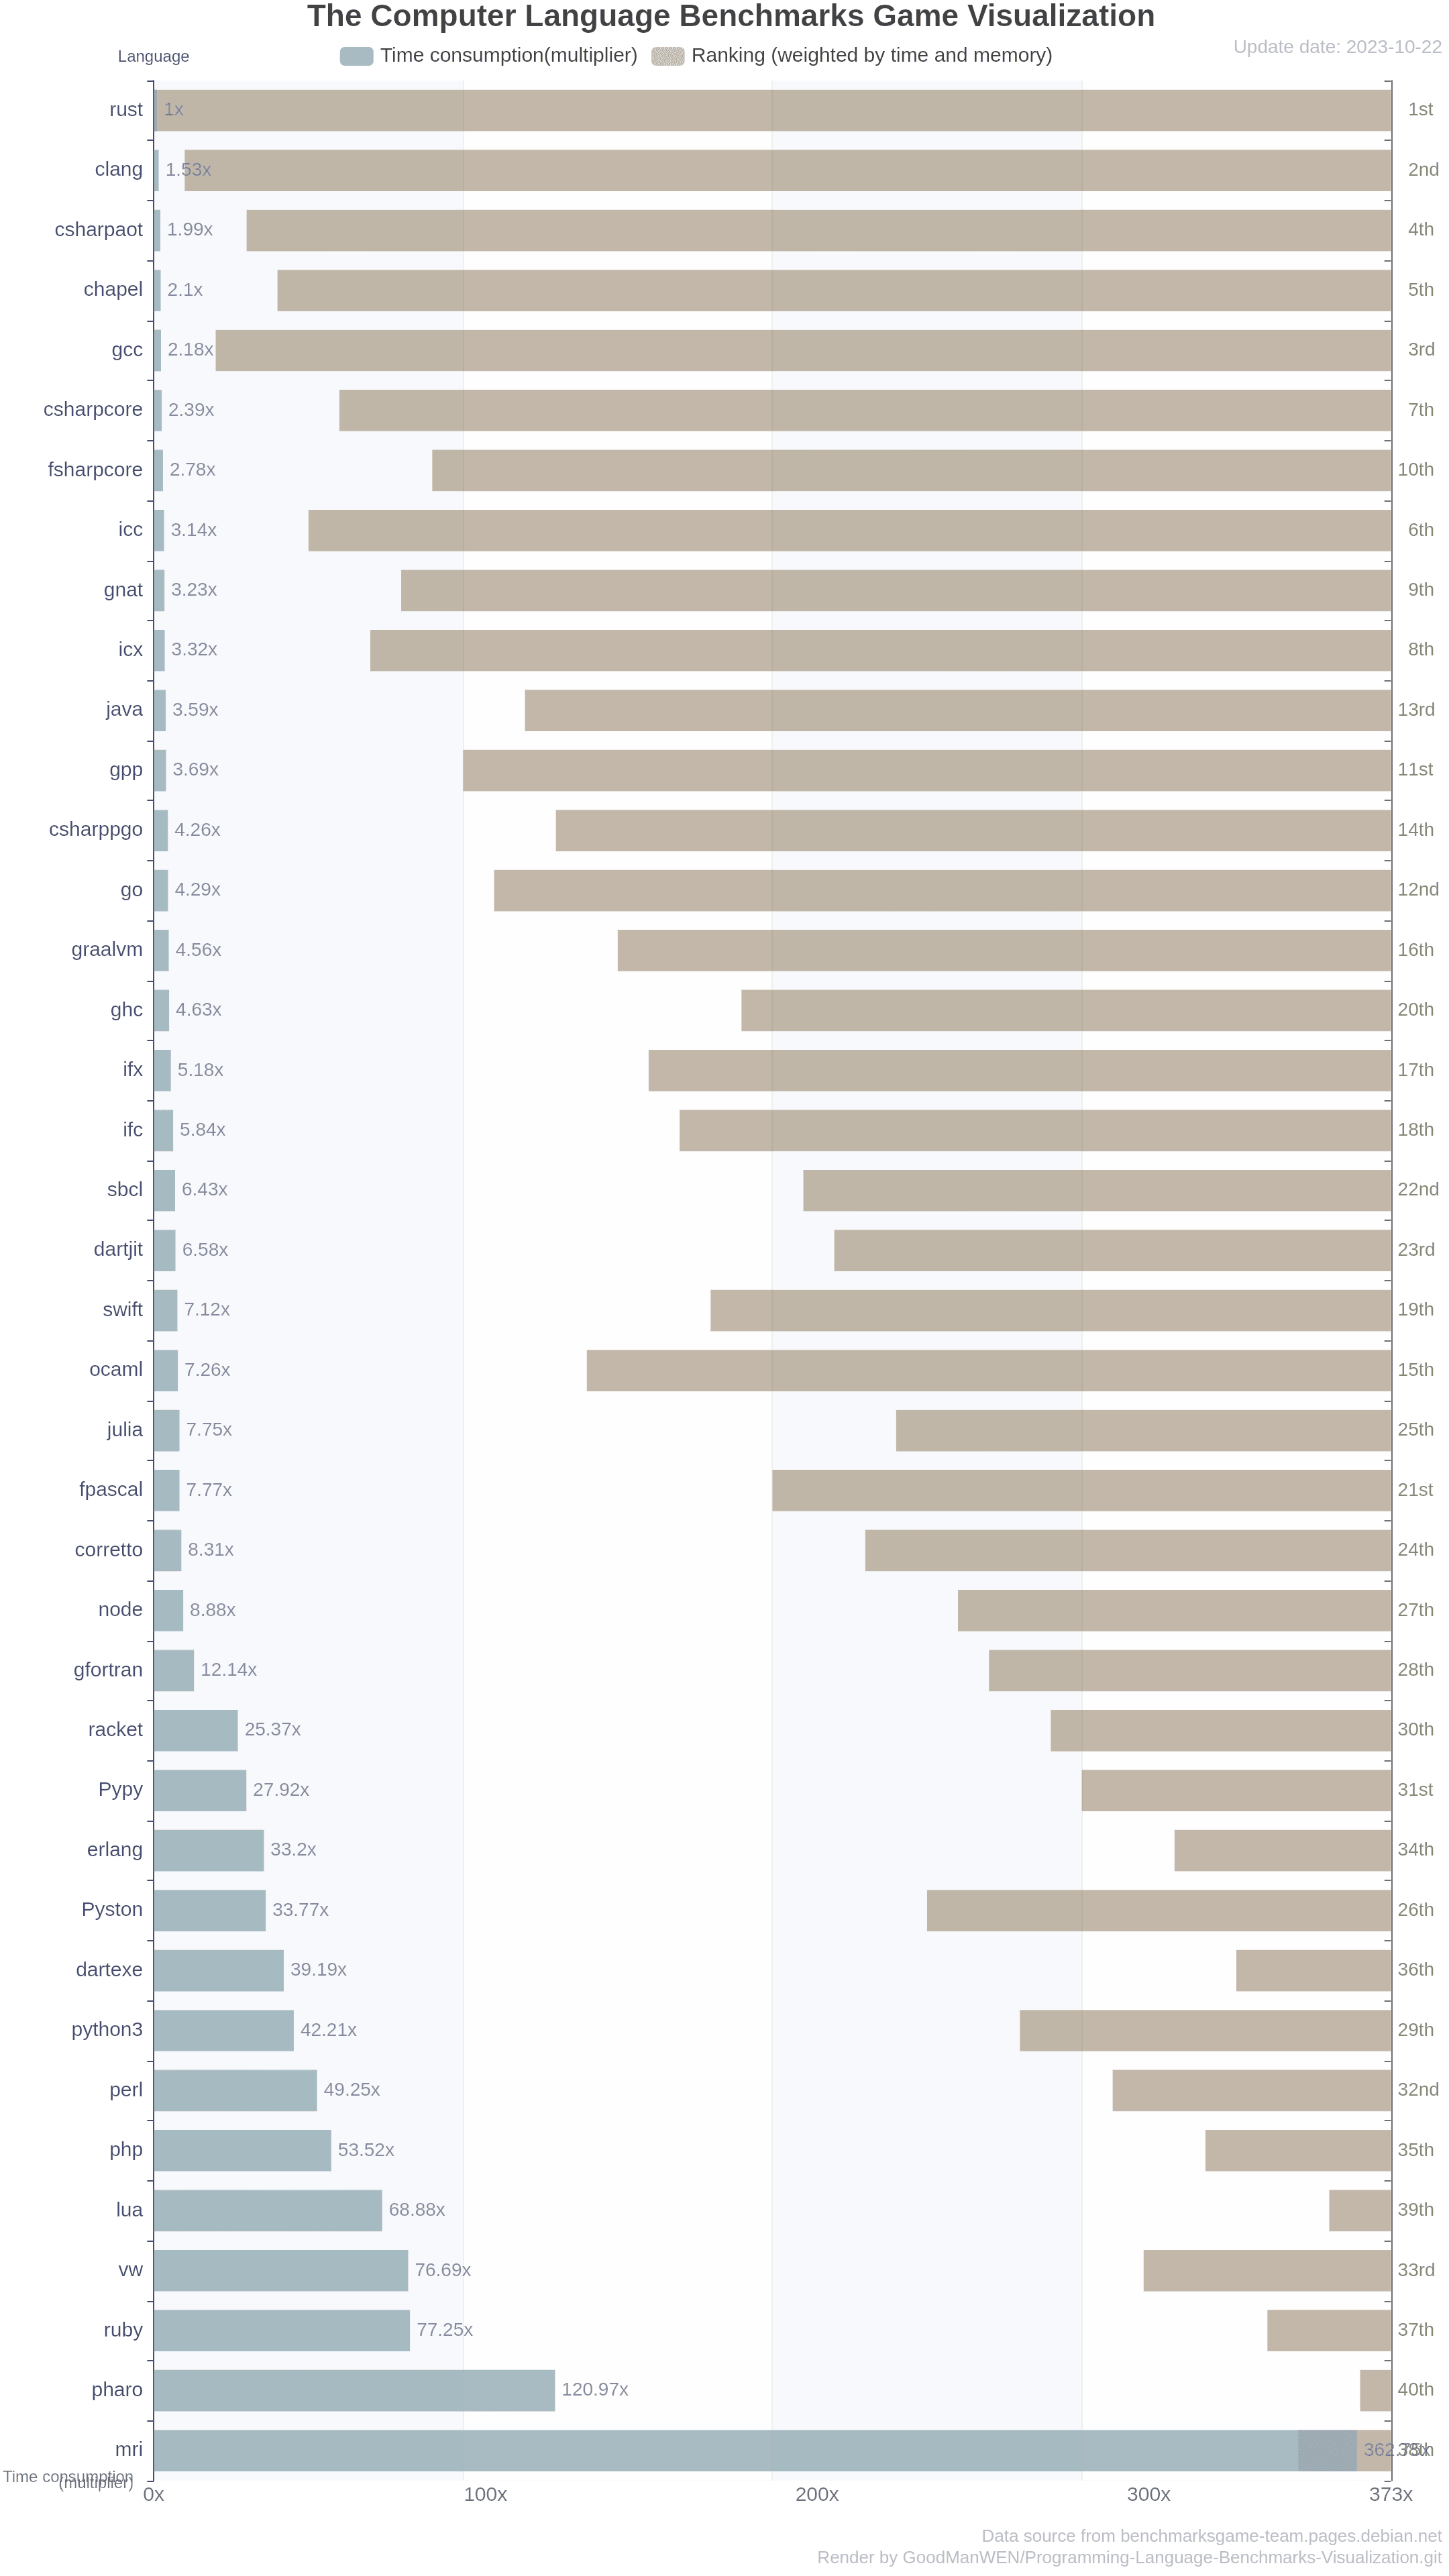 The Computer Language Benchmarks Game Visualization
Language
Time consumption(multiplier) Ranking (weighted by time and memory)
Update date: 2023-10-22
rust 1x 1st
clang 1.53x 2nd
csharpaot 1.99x 4th
chapel 2.1x 5th
gcc 2.18x 3rd
csharpcore 2.39x 7th
fsharpcore 2.78x 10th
icc 3.14x 6th
gnat 3.23x 9th
icx 3.32x 8th
java 3.59x 13rd
gpp 3.69x 11st
csharppgo 4.26x 14th
go 4.29x 12nd
graalvm 4.56x 16th
ghc 4.63x 20th
ifx 5.18x 17th
ifc 5.84x 18th
sbcl 6.43x 22nd
dartjit 6.58x 23rd
swift 7.12x 19th
ocaml 7.26x 15th
julia 7.75x 25th
fpascal 7.77x 21st
corretto 8.31x 24th
node 8.88x 27th
gfortran 12.14x 28th
racket 25.37x 30th
Pypy 27.92x 31st
erlang 33.2x 34th
Pyston 33.77x 26th
dartexe 39.19x 36th
python3 42.21x 29th
perl 49.25x 32nd
php 53.52x 35th
lua 68.88x 39th
vw 76.69x 33rd
ruby 77.25x 37th
pharo 120.97x 40th
mri 38th
Time consumption
(multiplier)
0x 100x 200x 300x 373x
Data source from benchmarksgame-team.pages.debian.net
Render by GoodManWEN/Programming-Language-Benchmarks-Visualization.git